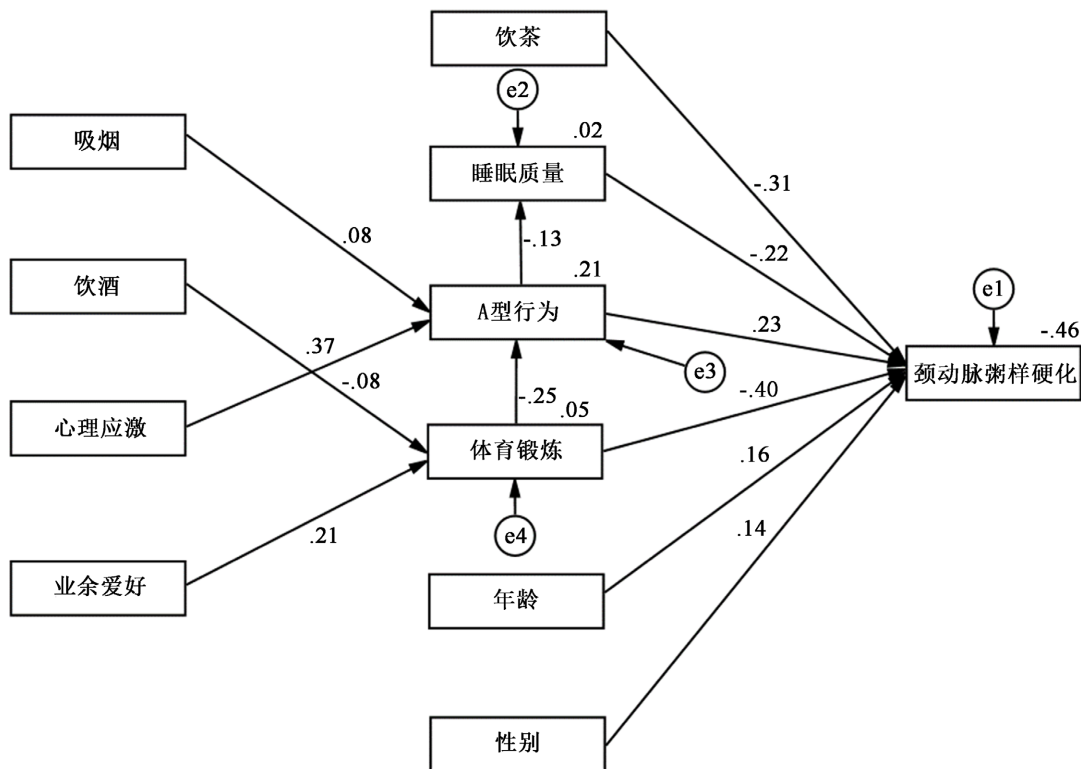 饮茶
e2
吸烟
.02
睡眠质量
-.31
.08
-.13
-.22
饮酒
.21
e1
A型行为
.23
-.46
.37
e3
颈动脉粥样硬化
-.08
-.25
-.40
.05
心理应激
体育锻炼
.16
.21
e4
.14
业余爱好
年龄
性别